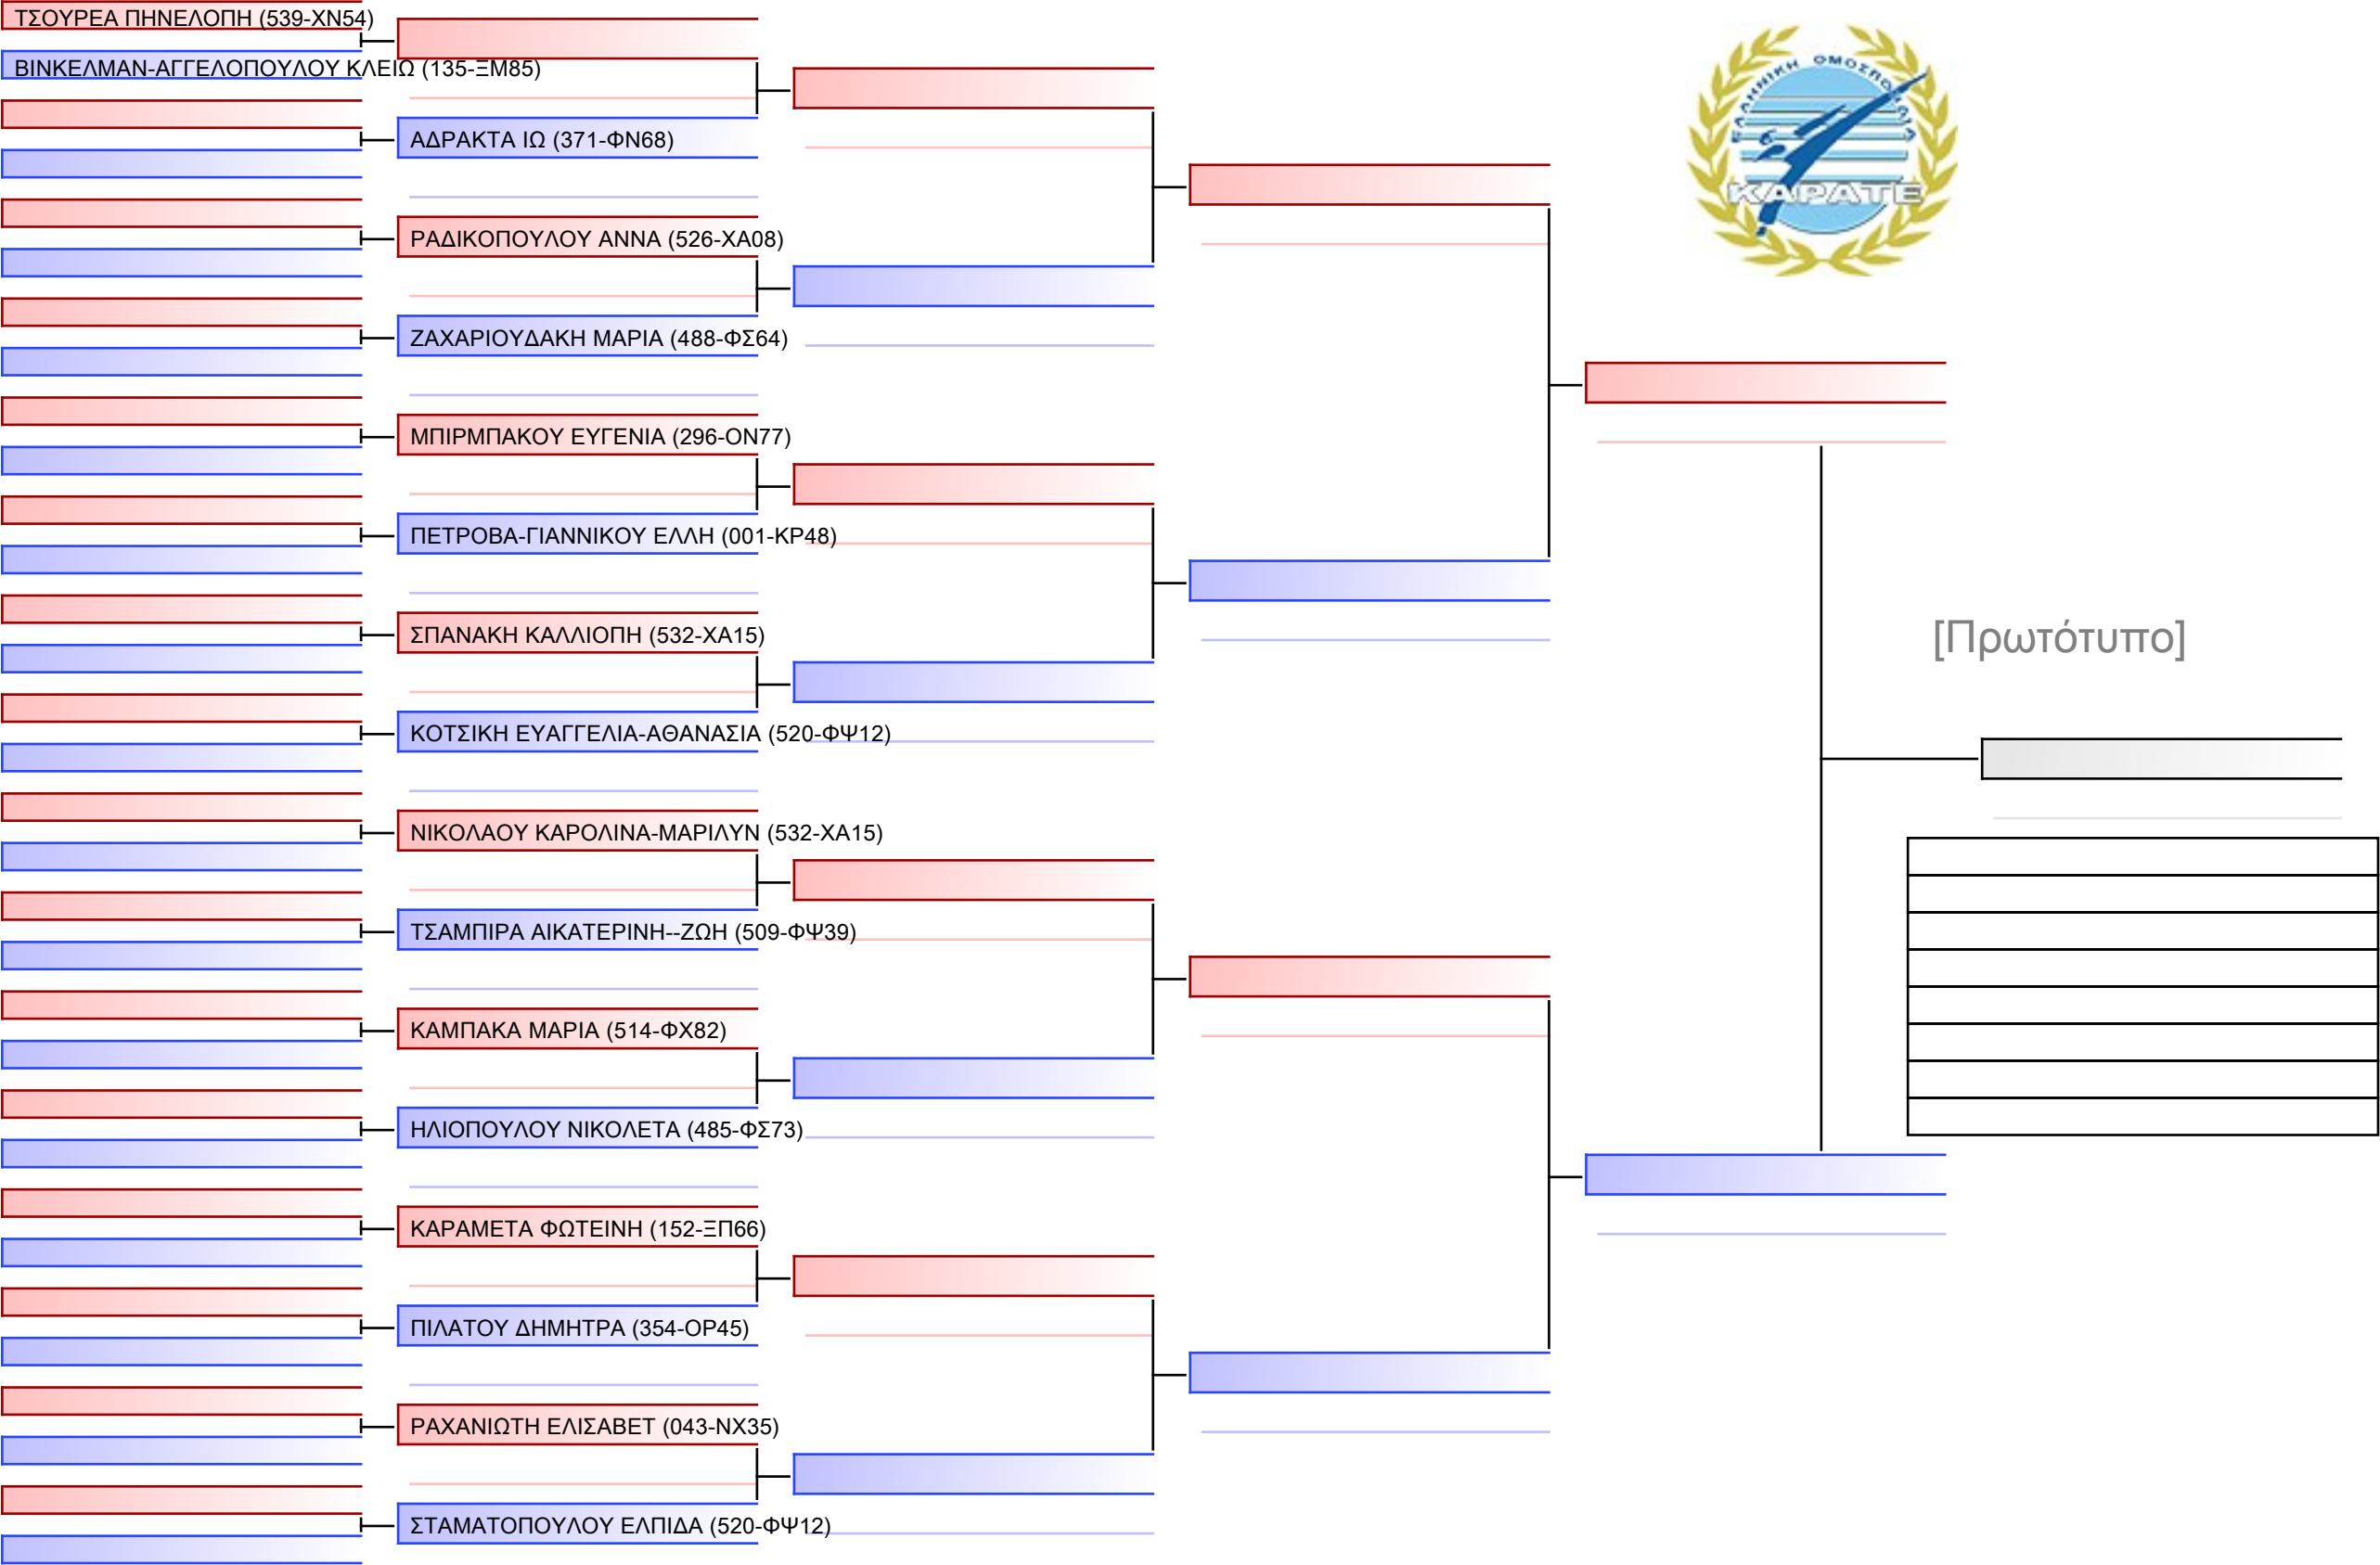 ΤΣΟΥΡΕΑ ΠΗΝΕΛΟΠΗ (539-ΧΝ54)
ΒΙΝΚΕΛΜΑΝ-ΑΓΓΕΛΟΠΟΥΛΟΥ ΚΛΕΙΩ (135-ΞΜ85)
ΑΔΡΑΚΤΑ ΙΩ (371-ΦΝ68)
ΡΑΔΙΚΟΠΟΥΛΟΥ ΑΝΝΑ (526-ΧΑ08)
ΖΑΧΑΡΙΟΥΔΑΚΗ ΜΑΡΙΑ (488-ΦΣ64)
ΜΠΙΡΜΠΑΚΟΥ ΕΥΓΕΝΙΑ (296-ΟΝ77)
ΠΕΤΡΟΒΑ-ΓΙΑΝΝΙΚΟΥ ΕΛΛΗ (001-ΚΡ48)
ΣΠΑΝΑΚΗ ΚΑΛΛΙΟΠΗ (532-ΧΑ15)
ΚΟΤΣΙΚΗ ΕΥΑΓΓΕΛΙΑ-ΑΘΑΝΑΣΙΑ (520-ΦΨ12)
ΝΙΚΟΛΑΟΥ ΚΑΡΟΛΙΝΑ-ΜΑΡΙΛΥΝ (532-ΧΑ15)
ΤΣΑΜΠΙΡΑ ΑΙΚΑΤΕΡΙΝΗ--ΖΩΗ (509-ΦΨ39)
ΚΑΜΠΑΚΑ ΜΑΡΙΑ (514-ΦΧ82)
ΗΛΙΟΠΟΥΛΟΥ ΝΙΚΟΛΕΤΑ (485-ΦΣ73)
ΚΑΡΑΜΕΤΑ ΦΩΤΕΙΝΗ (152-ΞΠ66)
ΠΙΛΑΤΟΥ ΔΗΜΗΤΡΑ (354-ΟΡ45)
ΡΑΧΑΝΙΩΤΗ ΕΛΙΣΑΒΕΤ (043-ΝΧ35)
ΣΤΑΜΑΤΟΠΟΥΛΟΥ ΕΛΠΙΔΑ (520-ΦΨ12)
ΕΛΛΗΝΙΚΗ ΟΜΟΣΠΟΝΔΙΑ
ΚΑΡΑΤΕ
[Πρωτότυπο]